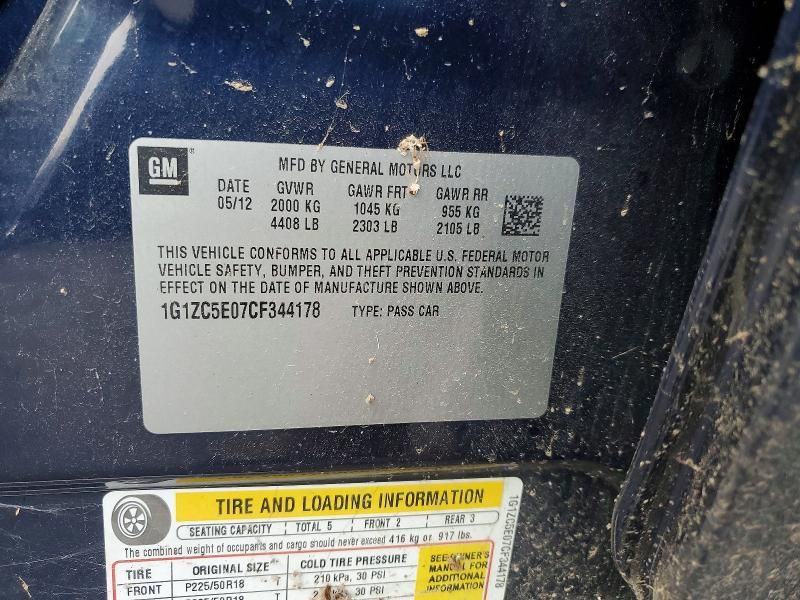 GM ® MFD BY GENERAL MOTORS LLC
DATE GVWR GAWR FRT GAWR RR
05/12 2000 KG 1045 KG 955 KG
4408 LB 2303 LB 2105 LB
THIS VEHICLE CONFORMS TO ALL APPLICABLE U.S. FEDERAL MOTOR
VEHICLE SAFETY, BUMPER, AND THEFT PREVENTION STANDARDS IN
EFFECT ON THE DATE OF MANUFACTURE SHOWN ABOVE.
1G1ZC5E07CF344178 TYPE: PASS CAR
TIRE AND LOADING INFORMATION
SEATING CAPACITY TOTAL 5 FRONT 2 REAR 3
The combined weight of occupants and cargo should never exceed 416 kg or 917 lbs.
TIRE ORIGINAL SIZE COLD TIRE PRESSURE
FRONT P225/50R18 T 210 kPa, 30 PSI
T 30 PSI
SEE OWNER'S
MANUAL FOR
ADDITIONAL
INFORMATION
1G1ZC5E07CF344178